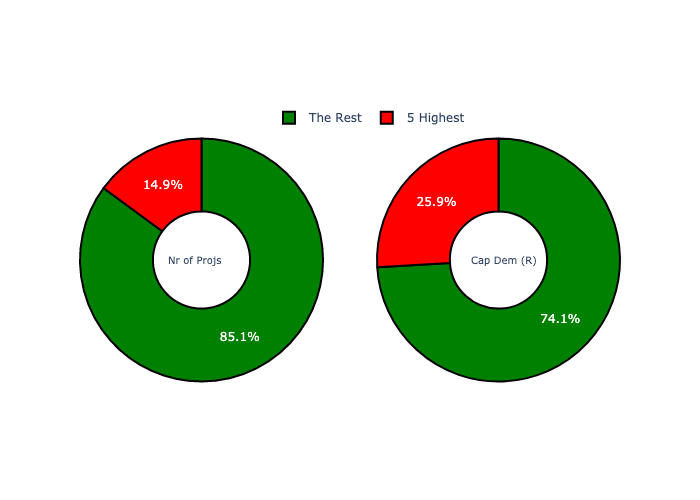 The Rest
5 Highest
14.9%
85.1%
Nr of Projs
25.9%
74.1%
Cap Dem (R)